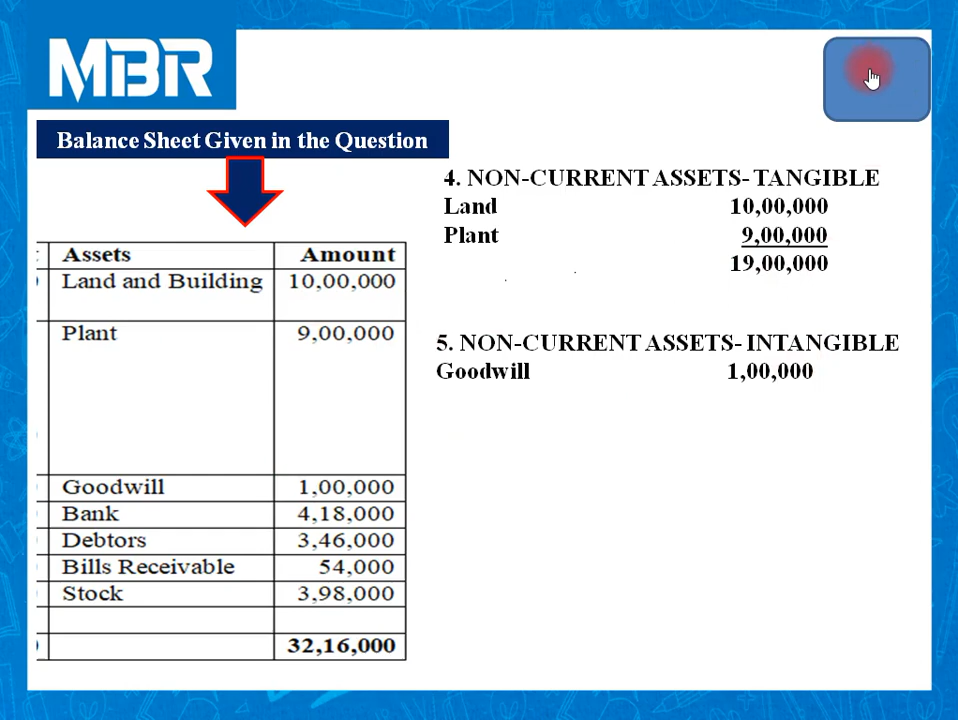 MBR
Balance Sheet Given in the Question
Assets Amount
Land and Building 10,00,000
Plant 9,00,000
Goodwill 1,00,000
Bank 4,18,000
Debtors 3,46,000
Bills Receivable 54,000
Stock 3,98,000
32,16,000
4. NON-CURRENT ASSETS- TANGIBLE
Land 10,00,000
Plant 9,00,000
19,00,000
5. NON-CURRENT ASSETS- INTANGIBLE
Goodwill 1,00,000